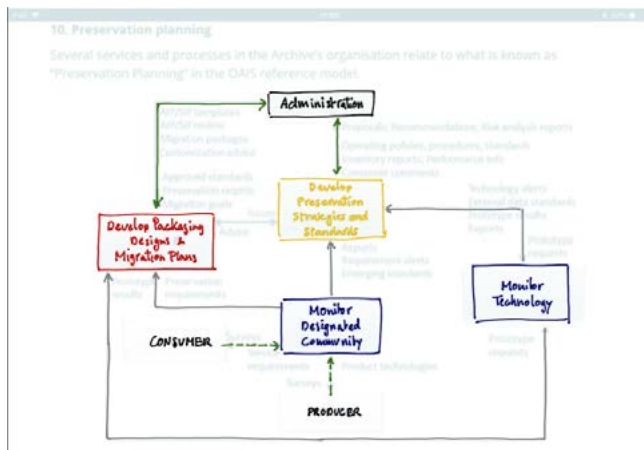 10. Preservation planning
Several services and processes in the Archive's organisation relate to what is known as
"Preservation Planning" in the OAIS reference model.
Administration
AIP/SIP templates
AIP/SIP review
Migration packages
Customization advice
Proposals, Recommendations, Risk analysis reports
Operating policies, procedures, standards
Inventory reports, Performance info
Consumer comments
Approved standards
Migration goals
Develop
Preservation
Strategies and
Standards
Technology alerts
External data standards
Prototype results
Reports
Develop Packaging
Designs &
Migration Plans
Issues
Advice
Prototype
requests
Reports
Requirement alerts
Emerging standards
Monitor
Technology
Prototype
results
Preservation
requirements
Monitor
Designated
Community
CONSUMER
Surveys
Service
requirements
Product technologies
Prototype
requests
Surveys
PRODUCER